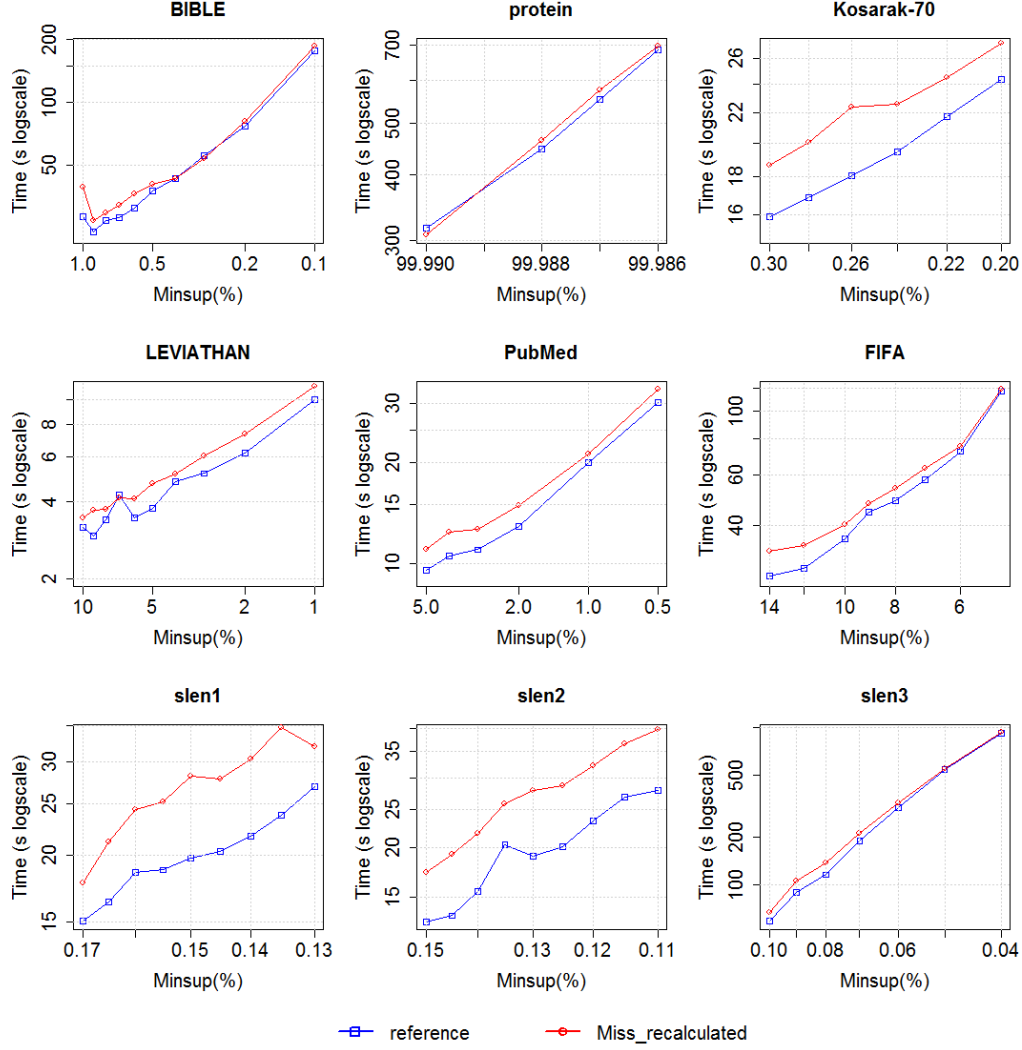 BIBLE
Time (s logscale)
200
100
50
1.0 0.5 0.2 0.1
Minsup(%)
protein
Time (s logscale)
700
500
400
300
99.990 99.988 99.986
Minsup(%)
Kosarak-70
Time (s logscale)
26
22
18
16
0.30 0.26 0.22 0.20
Minsup(%)
LEVIATHAN
Time (s logscale)
8
6
4
2
10 5 2 1
Minsup(%)
PubMed
Time (s logscale)
30
20
15
10
5.0 2.0 1.0 0.5
Minsup(%)
FIFA
Time (s logscale)
100
60
40
14 10 8 6
Minsup(%)
slen1
Time (s logscale)
30
25
20
15
0.17 0.15 0.14 0.13
Minsup(%)
slen2
Time (s logscale)
35
25
20
15
0.15 0.13 0.12 0.11
Minsup(%)
slen3
Time (s logscale)
500
200
100
0.10 0.08 0.06 0.04
Minsup(%)
reference Miss_recalculated